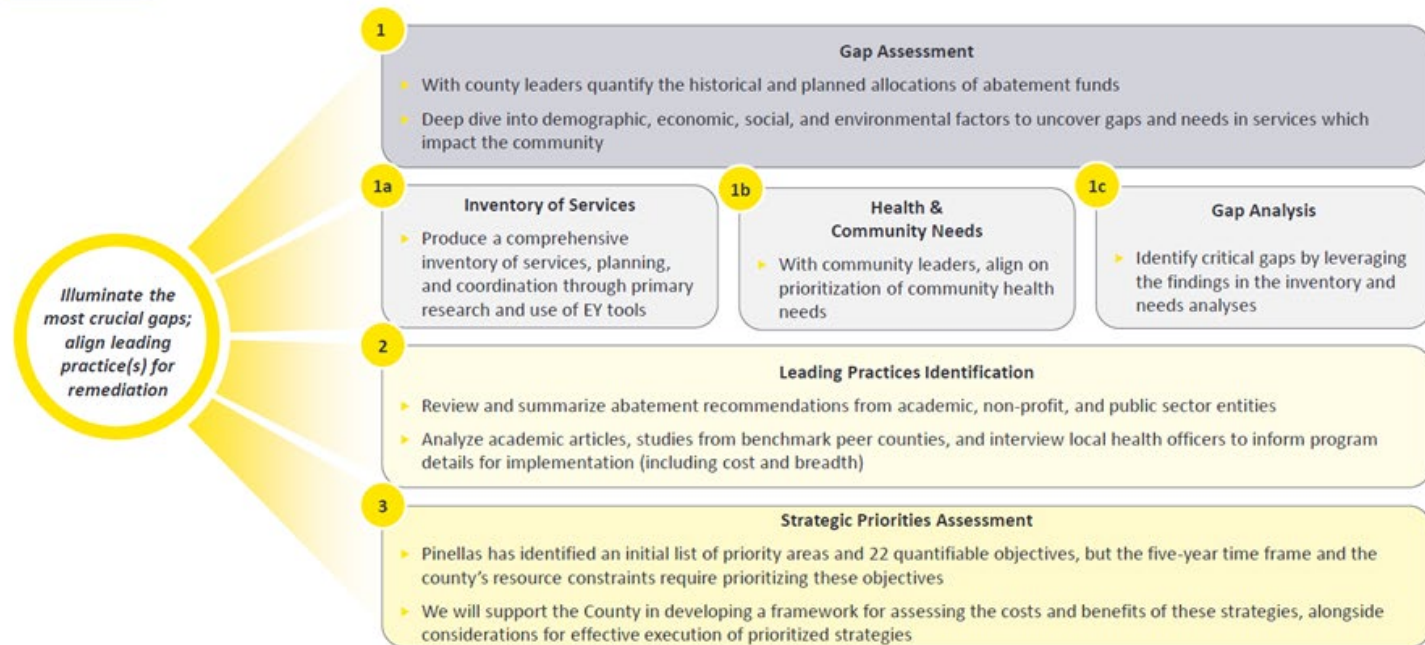 Illuminate the
most crucial gaps;
align leading
practice(s) for
remediation
1
Gap Assessment
With county leaders quantify the historical and planned allocations of abatement funds
Deep dive into demographic, economic, social, and environmental factors to uncover gaps and needs in services which
impact the community
1a
Inventory of Services
Produce a comprehensive
inventory of services, planning,
and coordination through primary
research and use of EY tools
1b
Health &
Community Needs
With community leaders, align on
prioritization of community health
needs
1c
Gap Analysis
Identify critical gaps by leveraging
the findings in the inventory and
needs analyses
2
Leading Practices Identification
Review and summarize abatement recommendations from academic, non-profit, and public sector entities
Analyze academic articles, studies from benchmark peer counties, and interview local health officers to inform program
details for implementation (including cost and breadth)
3
Strategic Priorities Assessment
Pinellas has identified an initial list of priority areas and 22 quantifiable objectives, but the five-year time frame and the
county's resource constraints require prioritizing these objectives
We will support the County in developing a framework for assessing the costs and benefits of these strategies, alongside
considerations for effective execution of prioritized strategies